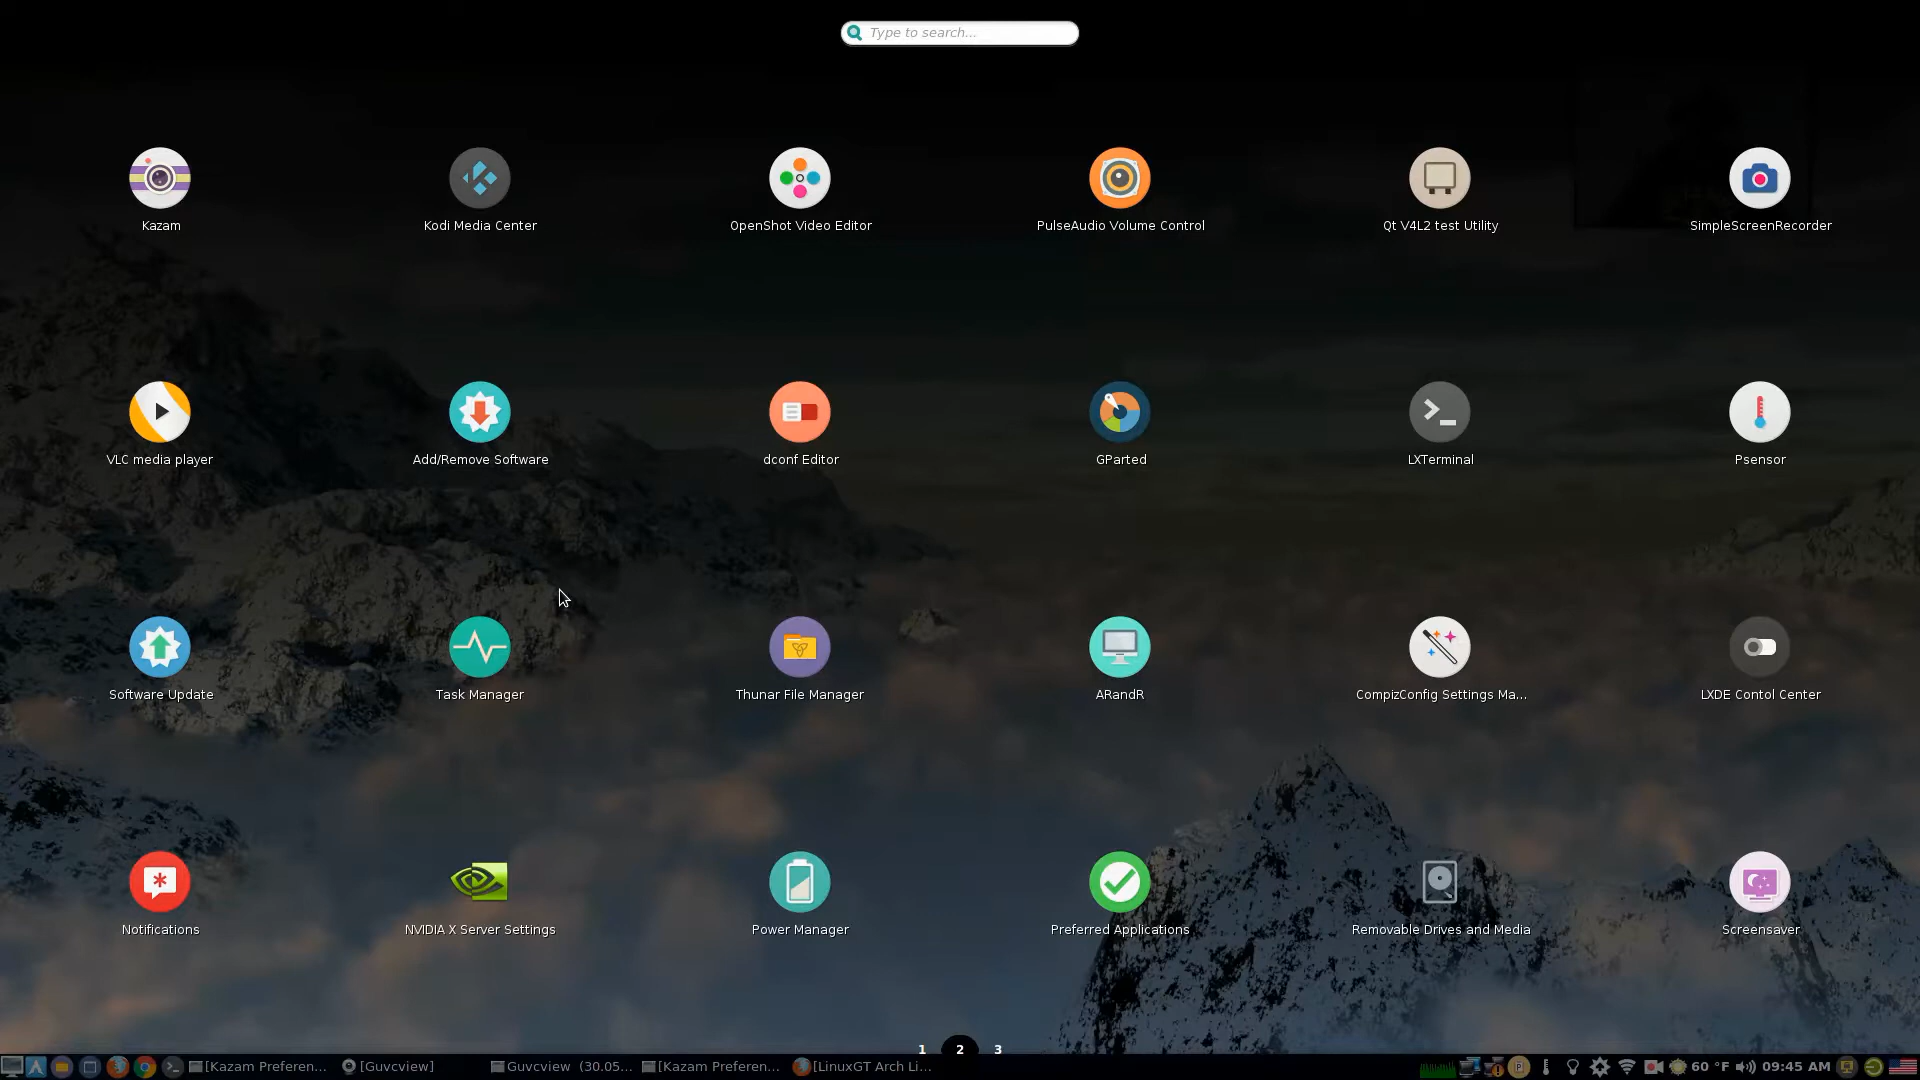 Type to search...
Kazam
Kodi Media Center
OpenShot Video Editor
PulseAudio Volume Control
Qt V4L2 test Utility
SimpleScreenRecorder
VLC media player
Add/Remove Software
dconf Editor
GParted
LXTerminal
Psensor
Software Update
Task Manager
Thunar File Manager
ARandR
CompizConfig Settings Ma...
LXDE Contol Center
Notifications
NVIDIA X Server Settings
Power Manager
Preferred Applications
Removable Drives and Media
Screensaver
1 2 3
[Kazam Preferen... [Guvcview] Guvcview (30.05... [Kazam Preferen... [LinuxGT Arch Li... 60 °F 09:45 AM